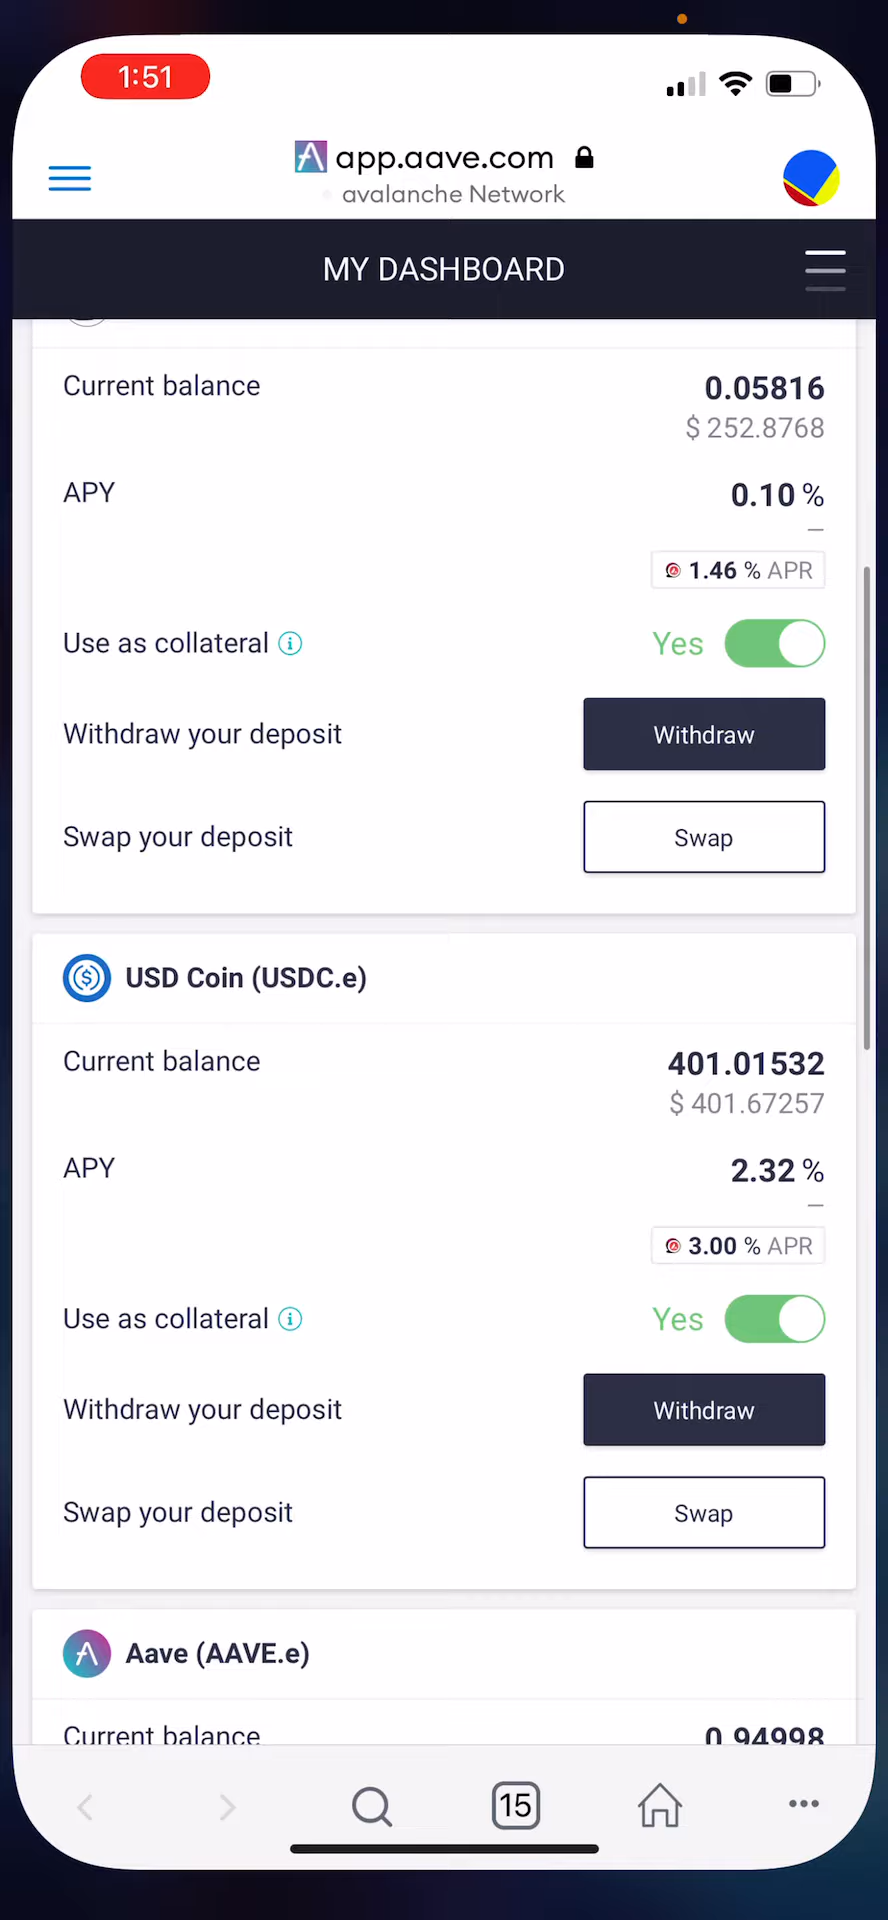 1:51
app.aave.com
avalanche Network
MY DASHBOARD
Current balance
0.05816
$ 252.8768
APY
0.10 %
—
1.46 % APR
Use as collateral
Yes
Withdraw your deposit
Withdraw
Swap your deposit
Swap
USD Coin (USDC.e)
Current balance
401.01532
$ 401.67257
APY
2.32 %
—
3.00 % APR
Use as collateral
Yes
Withdraw your deposit
Withdraw
Swap your deposit
Swap
Aave (AAVE.e)
Current balance
0.94998
15